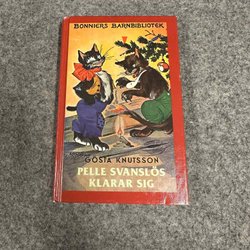 BONNIERS BARNBIBLIOTEK
GÖSTA KNUTSSON
PELLE SVANSLÖS
KLARAR SIG